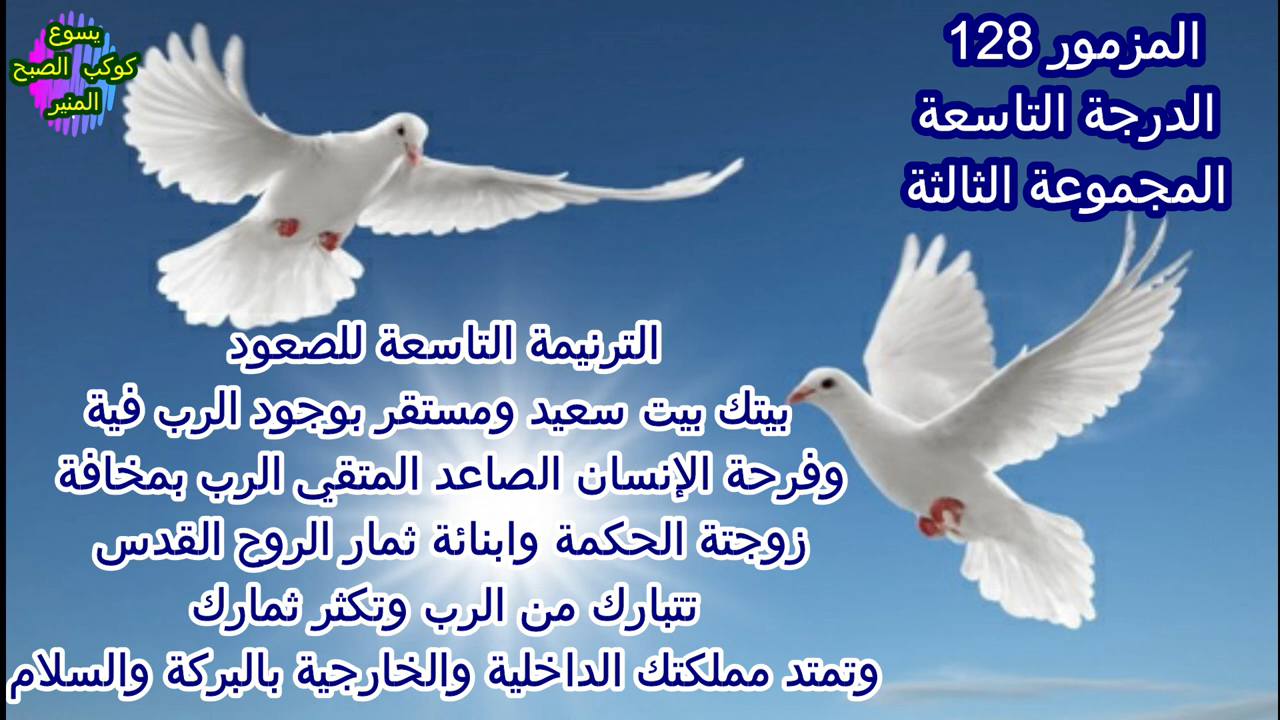 يسوع
كوكب الصبح
المنير
المزمور 128
الدرجة التاسعة
المجموعة الثالثة
الترنيمة التاسعة للصعود
بيتك بيت سعيد ومستقر بوجود الرب فية
وفرحة الإنسان الصاعد المتقي الرب بمخافة
زوجتة الحكمة وابنائة ثمار الروح القدس
تتبارك من الرب وتكثر ثمارك
وتمتد مملكتك الداخلية والخارجية بالبركة والسلام